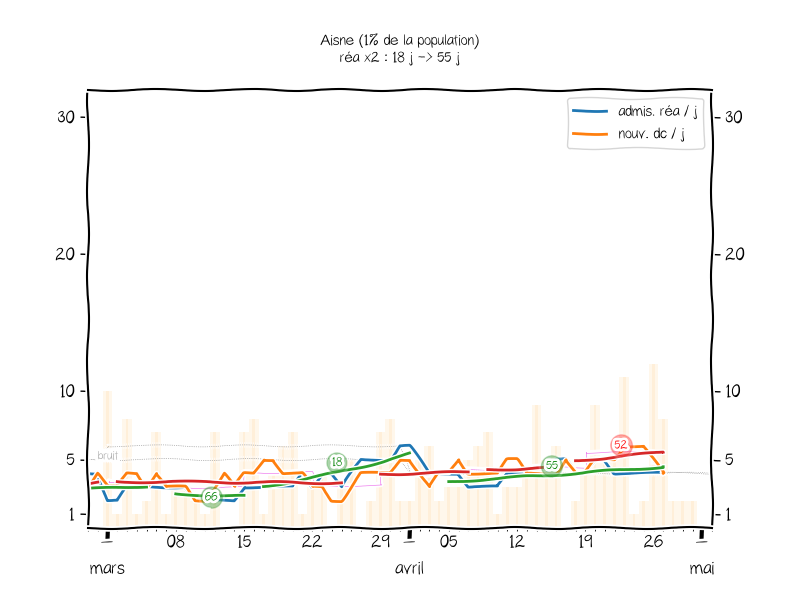 Aisne (1% de la population)
réa x2 : 18 j -> 55 j
admis. réa / j
nouv. dc / j
30
30
20
20
10
10
bruit
18
52
5
5
55
66
1
1
08
15
22
29
05
12
19
26
mars
avril
mai